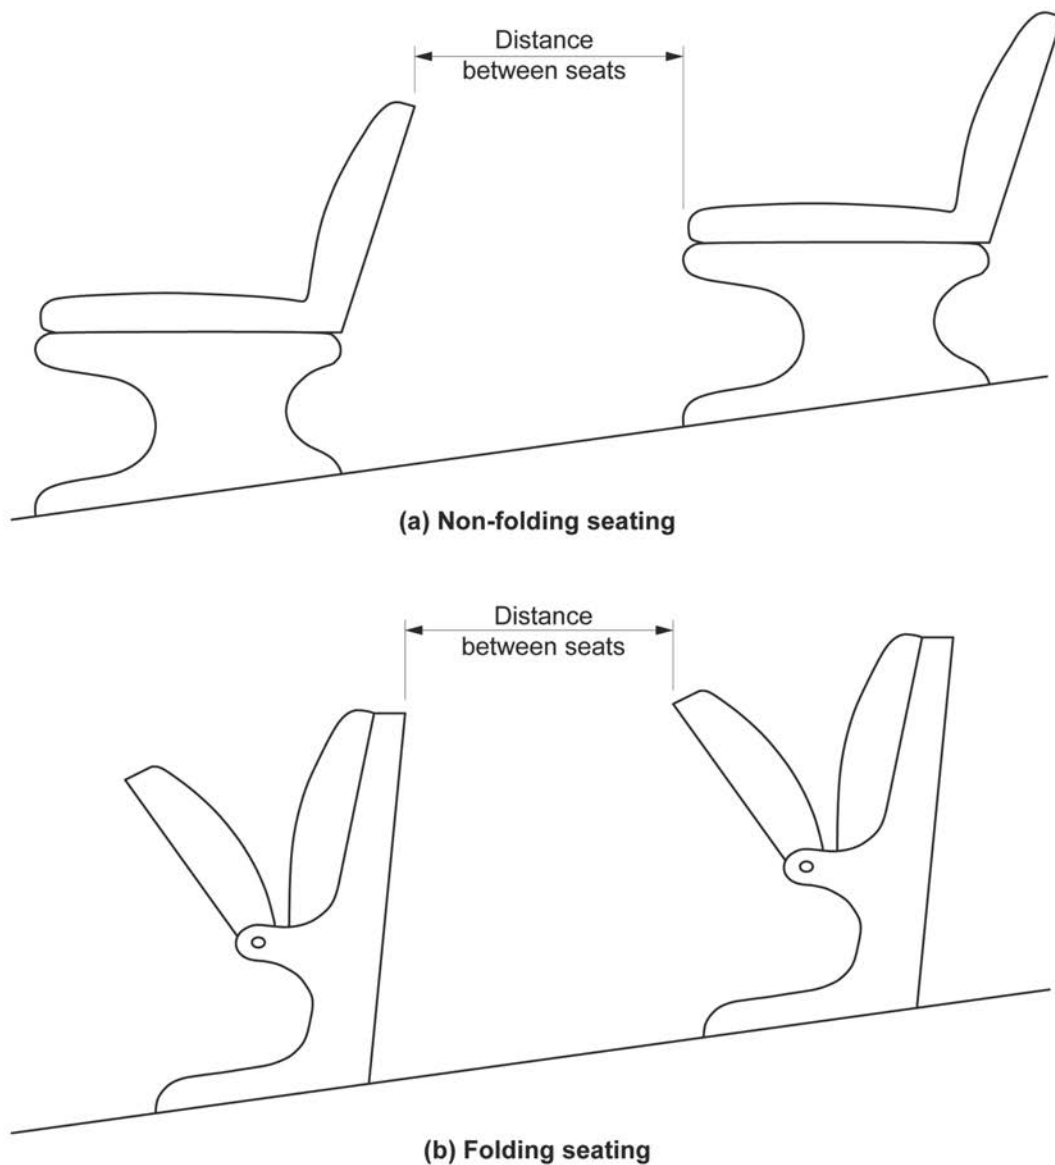 Distance
between seats
(a) Non-folding seating
Distance
between seats
(b) Folding seating